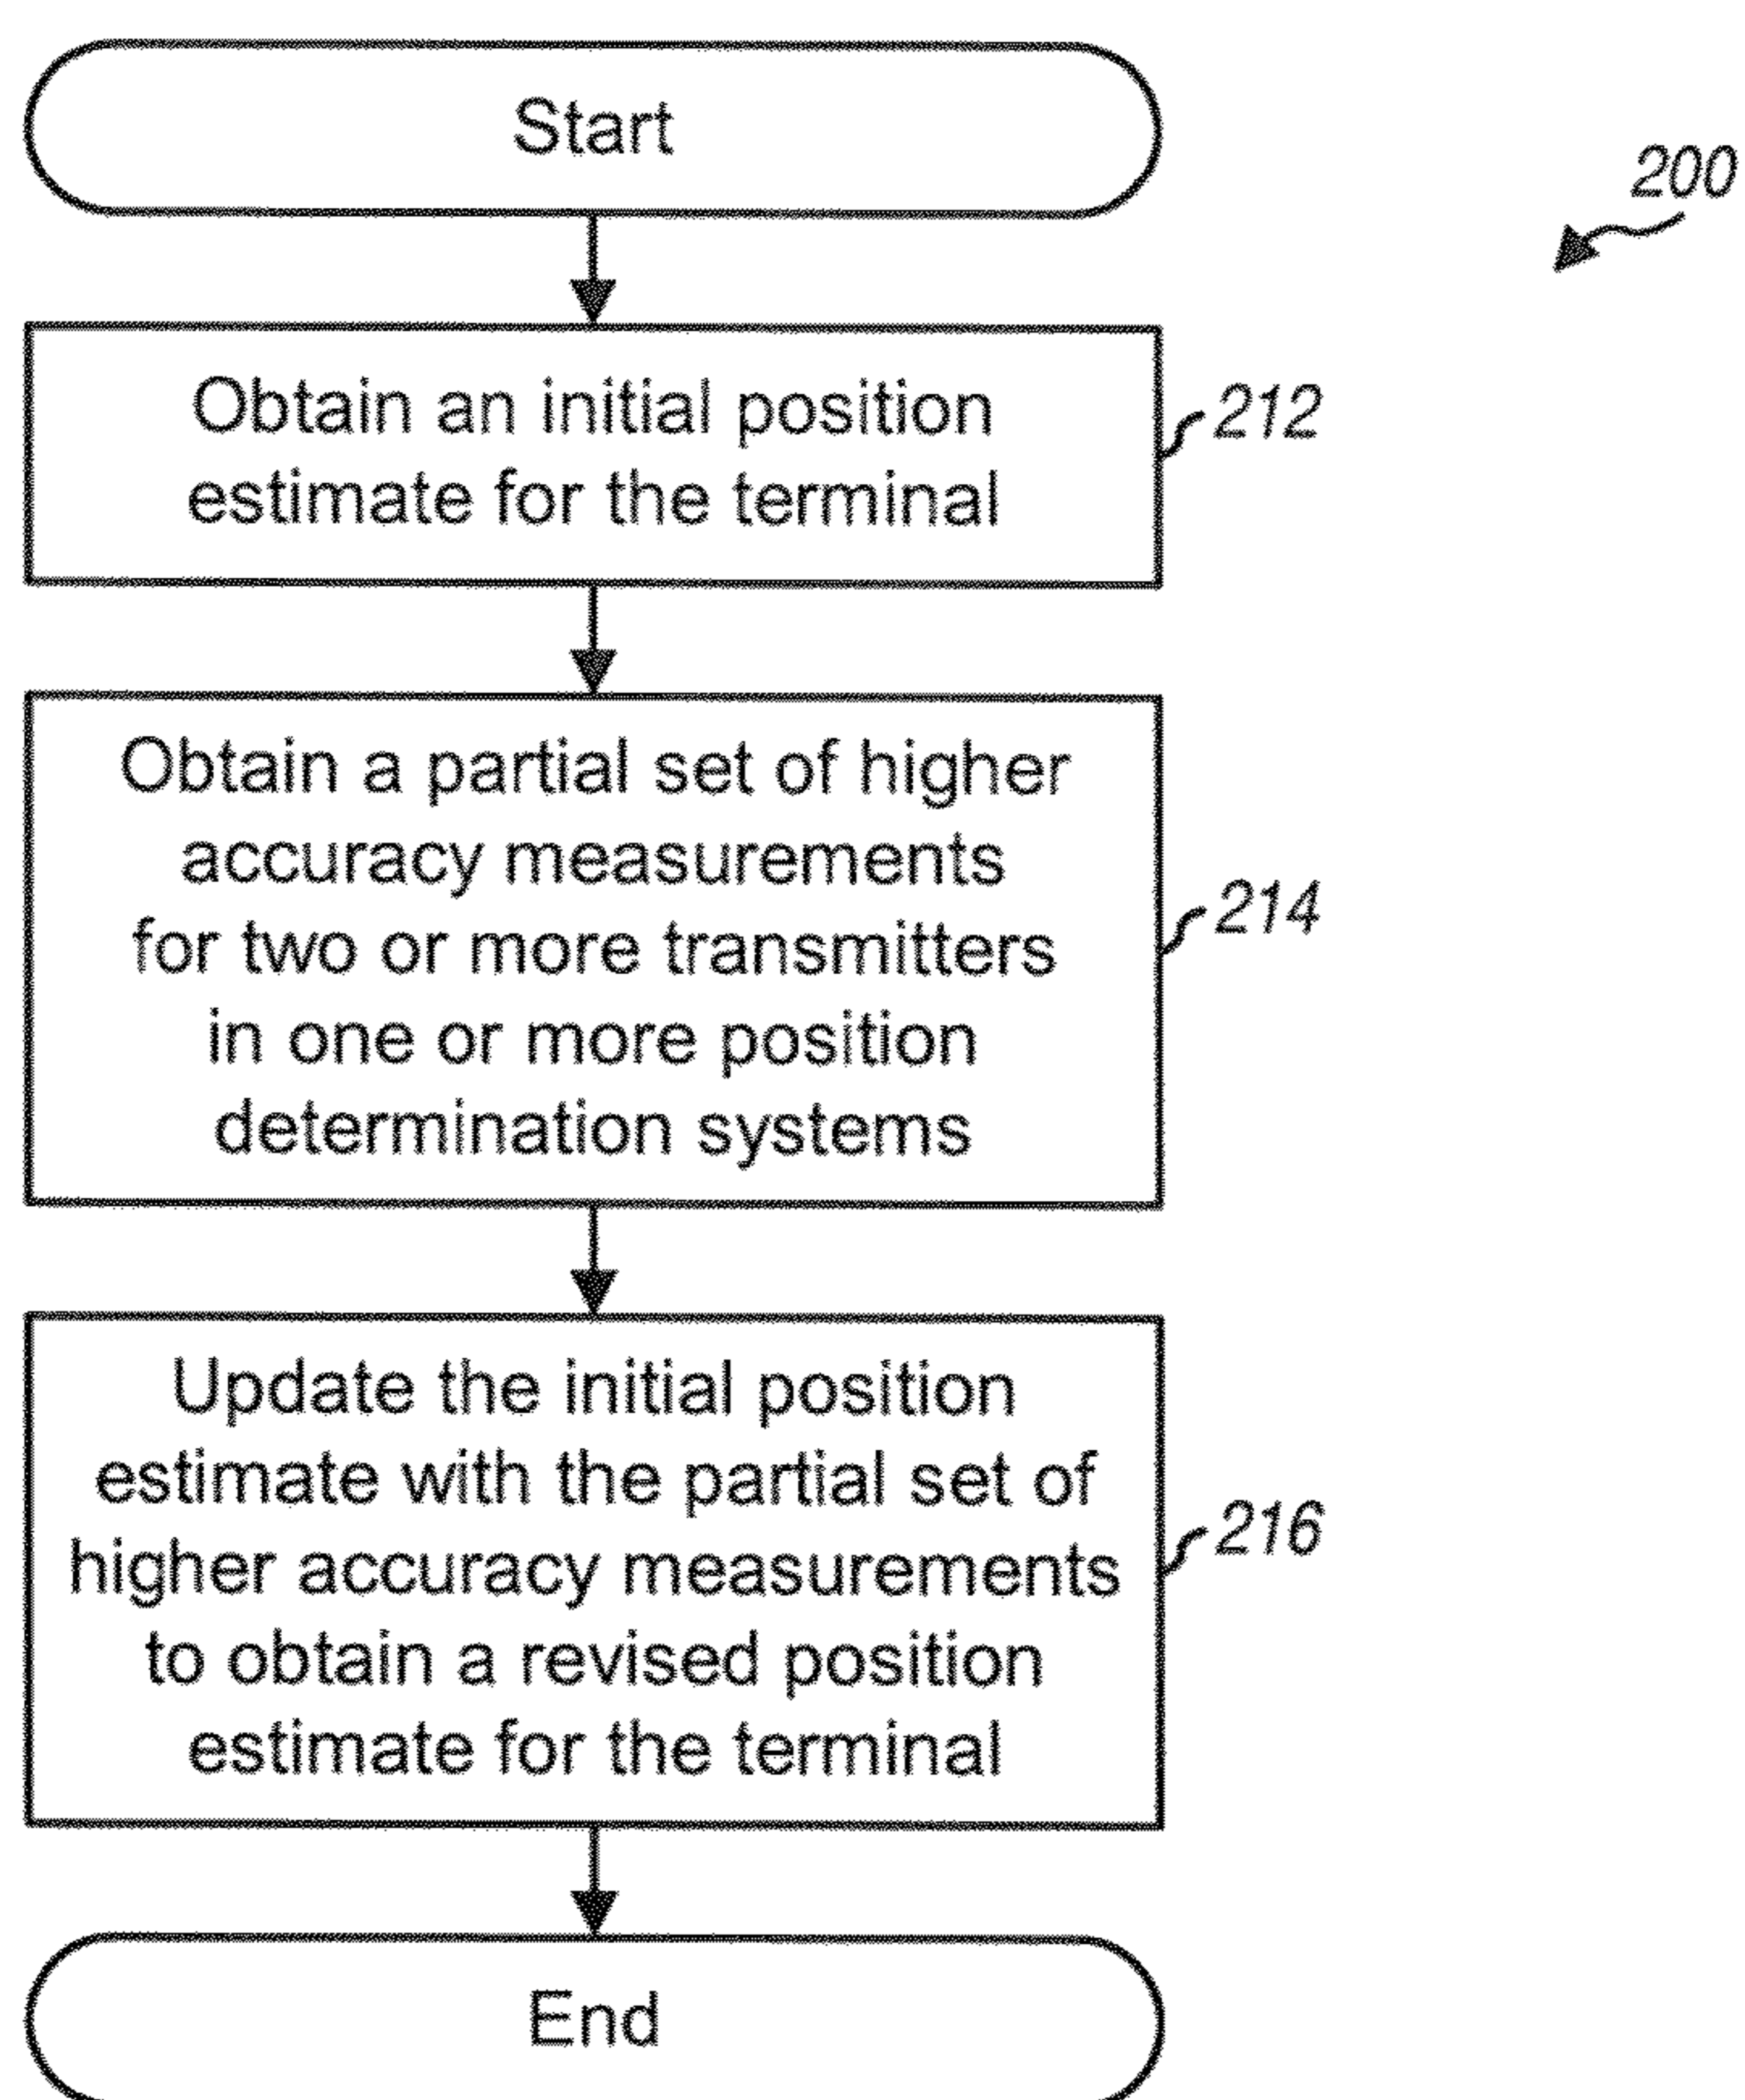 Start
200
Obtain an initial position
estimate for the terminal
212
Obtain a partial set of higher
accuracy measurements
for two or more transmitters
in one or more position
determination systems
214
Update the initial position
estimate with the partial set of
higher accuracy measurements
to obtain a revised position
estimate for the terminal
216
End